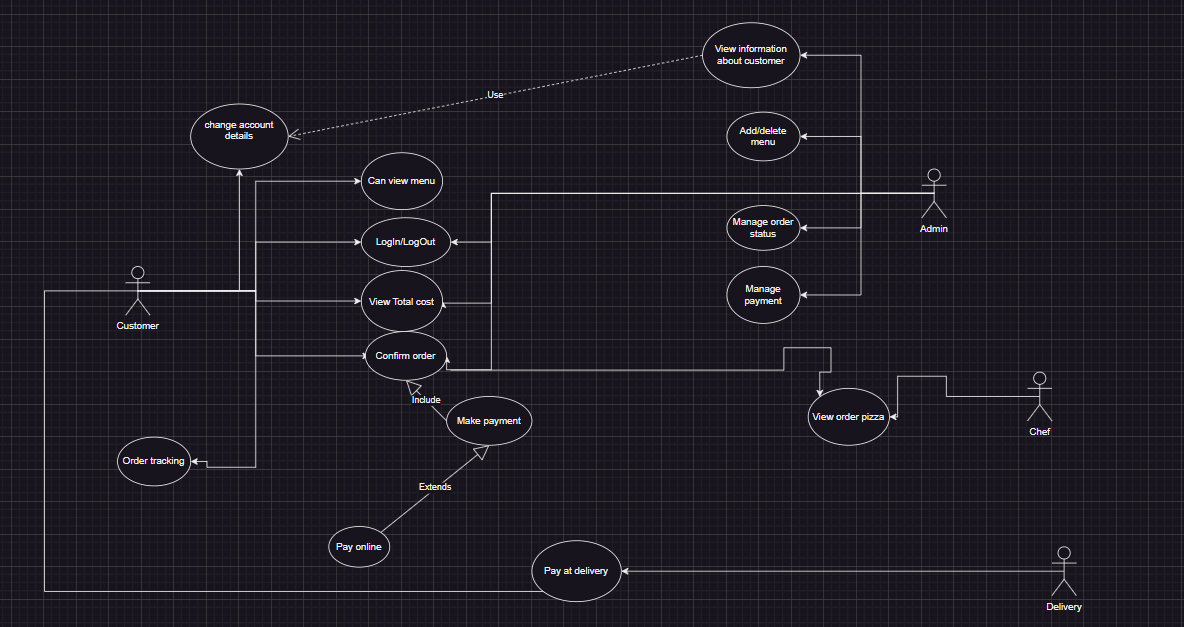 View information
about customer
Use
change account
details
Add/delete
menu
Can view menu
Manage order
status
Admin
LogIn/LogOut
Manage
payment
View Total cost
Customer
Confirm order
Include
Make payment
View order pizza
Chef
Order tracking
Extends
Pay online
Pay at delivery
Delivery